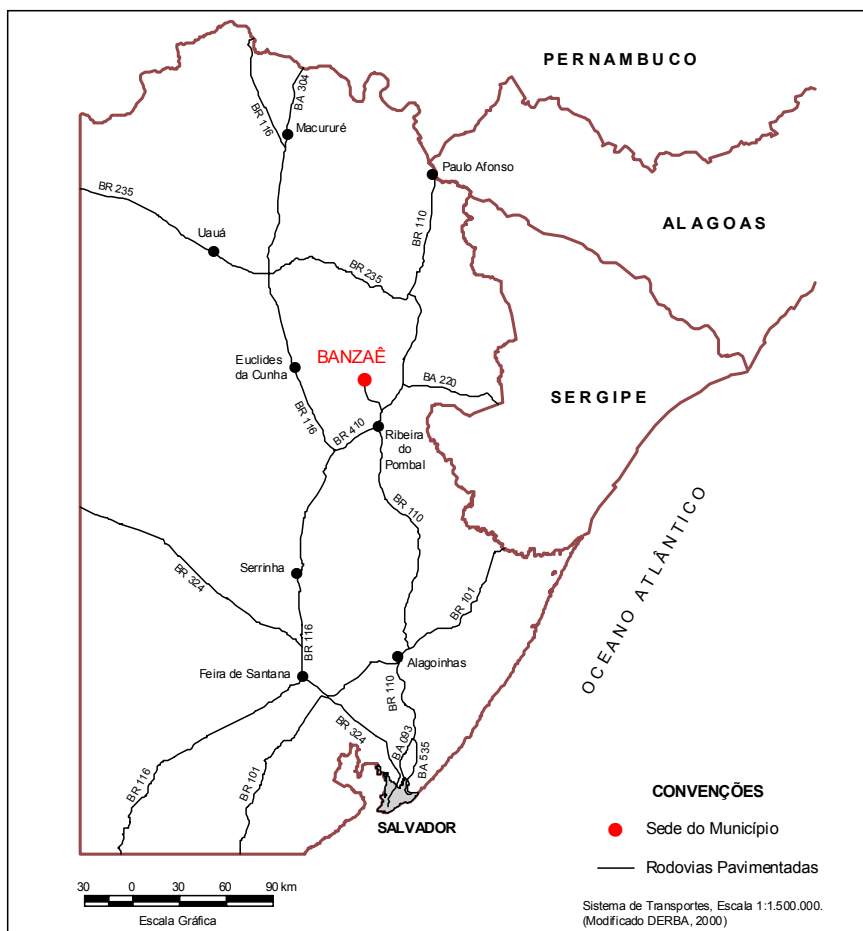 PERNAMBUCO
BA 304
BR 116
Macururé
Paulo Afonso
BR 235
ALAGOAS
Uauá
BR 110
BR 235
BANZAÊ
Euclides
da Cunha
BA 220
SERGIPE
BR 116
BR 410
Ribeira
do
Pombal
BR 110
OCEANO ATLÂNTICO
BR 324
Serrinha
BR 101
BR 116
Alagoinhas
Feira de Santana
BR 110
BR 324
BA 093
BA 535
BR 116
BR 101
SALVADOR
CONVENÇÕES
Sede do Município
Rodovias Pavimentadas
30 0 30 60 90 km
Escala Gráfica
Sistema de Transportes, Escala 1:1.500.000.
(Modificado DERBA, 2000)